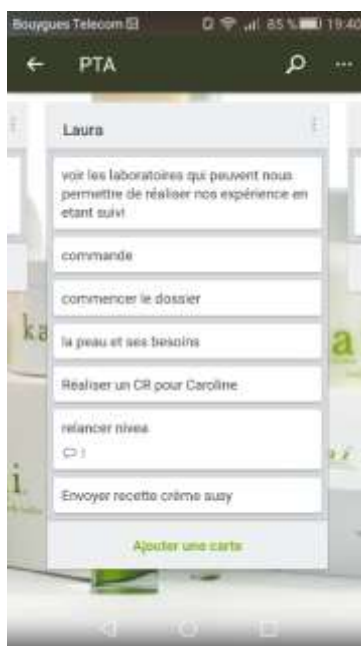 Bouygues Telecom 85 % 19:40
PTA
Laura
voir les laboratoires qui peuvent nous
permettre de réaliser nos expérience en
etant suivi
commande
commencer le dossier
la peau et ses besoins
Réaliser un CR pour Caroline
relancer nivea
Envoyer recette crème susy
Ajouter une carte
ka
a
i